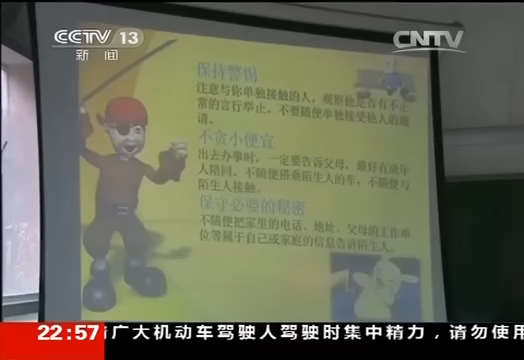 CCTV 13
新闻
CNTV
保持警惕
注意与你单独接触的人，观察他是否有不正
常的言行举止。不要随便单独接受他人的邀
请。
不贪小便宜
出去办事时，一定要告诉父母，最好有成年
人陪同。不随便搭乘陌生人的车，不随便与
陌生人接触。
保守必要的秘密
不随便把家里的电话、地址、父母的工作单
位等属于自己或家庭的信息告诉陌生人。
22:57
广大机动车驾驶人驾驶时集中精力，请勿使用